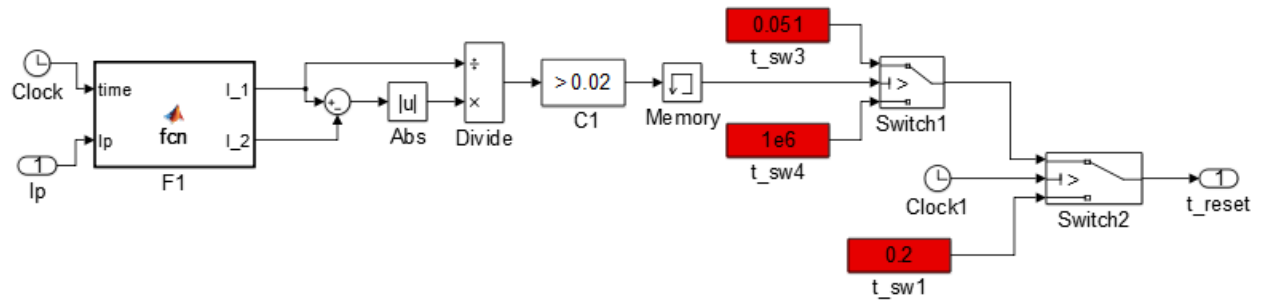 0.051
t_sw3
Clock
time
I_1
÷
> 0.02
>
+
-
|u|
×
C1
Memory
Switch1
fcn
Abs
Divide
1
Ip
Ip
I_2
F1
1e6
t_sw4
>
1
Clock1
Switch2
t_reset
0.2
t_sw1